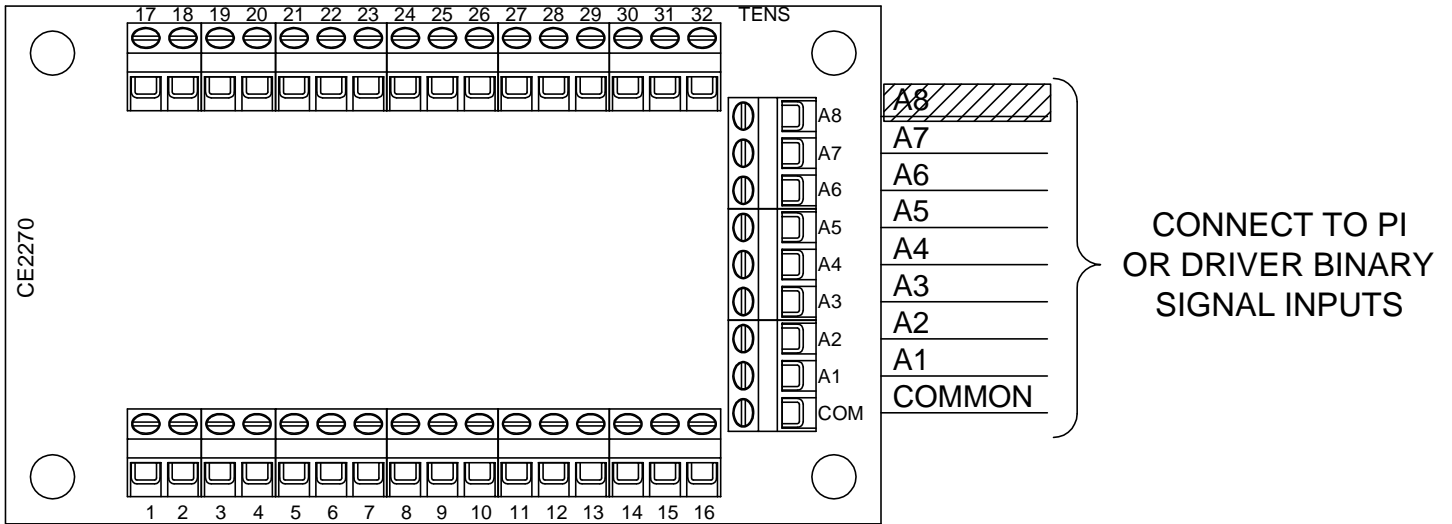 17 18 19 20 21 22 23 24 25 26 27 28 29 30 31 32 TENS
CE2270
A8
A7
A6
A5
A4
A3
A2
A1
COM
A8
A7
A6
A5
A4
A3
A2
A1
COMMON
CONNECT TO PI
OR DRIVER BINARY
SIGNAL INPUTS
1 2 3 4 5 6 7 8 9 10 11 12 13 14 15 16